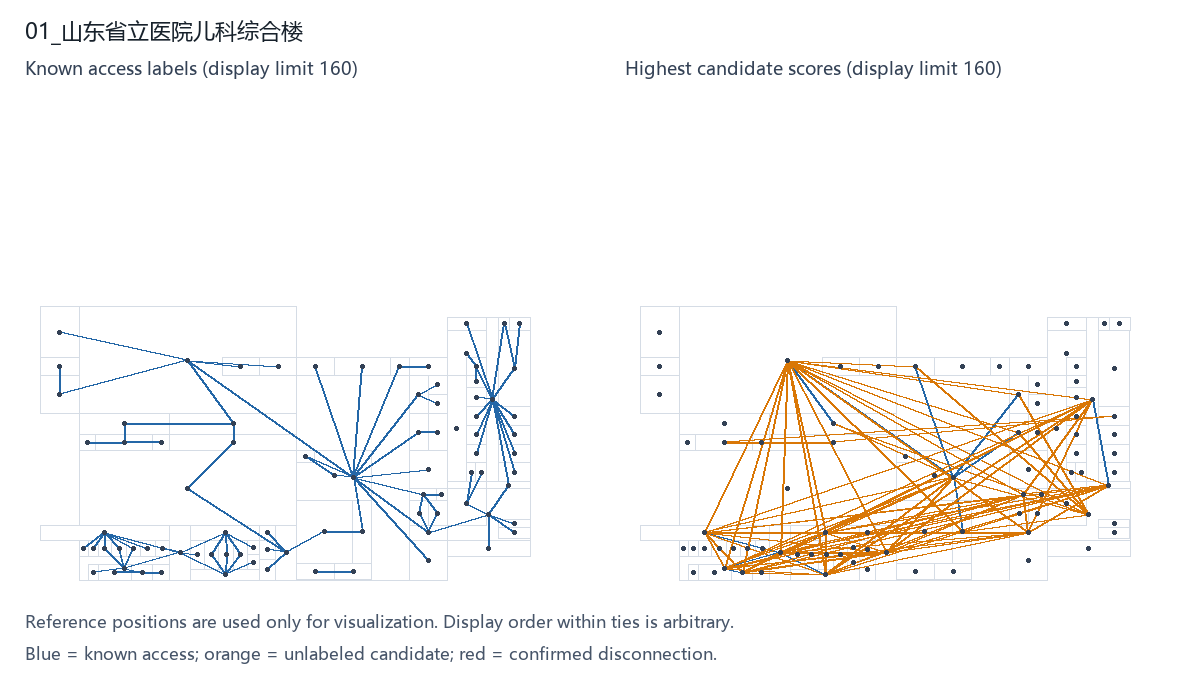 01_山东省立医院儿科综合楼
Known access labels (display limit 160)
Highest candidate scores (display limit 160)
Reference positions are used only for visualization. Display order within ties is arbitrary.
Blue = known access; orange = unlabeled candidate; red = confirmed disconnection.